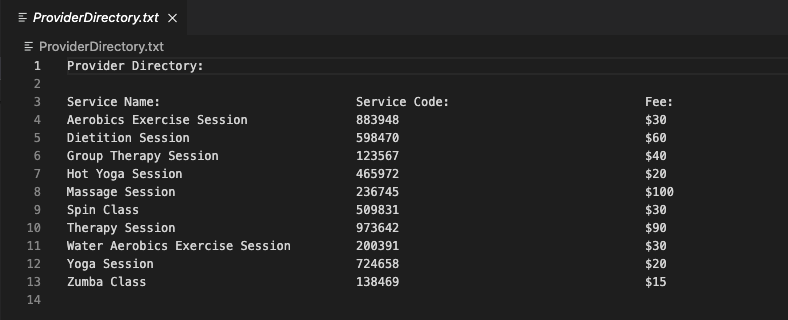 ProviderDirectory.txt ×
ProviderDirectory.txt
1 Provider Directory:
2
3 Service Name: Service Code: Fee:
4 Aerobics Exercise Session 883948 $30
5 Dietition Session 598470 $60
6 Group Therapy Session 123567 $40
7 Hot Yoga Session 465972 $20
8 Massage Session 236745 $100
9 Spin Class 509831 $30
10 Therapy Session 973642 $90
11 Water Aerobics Exercise Session 200391 $30
12 Yoga Session 724658 $20
13 Zumba Class 138469 $15
14